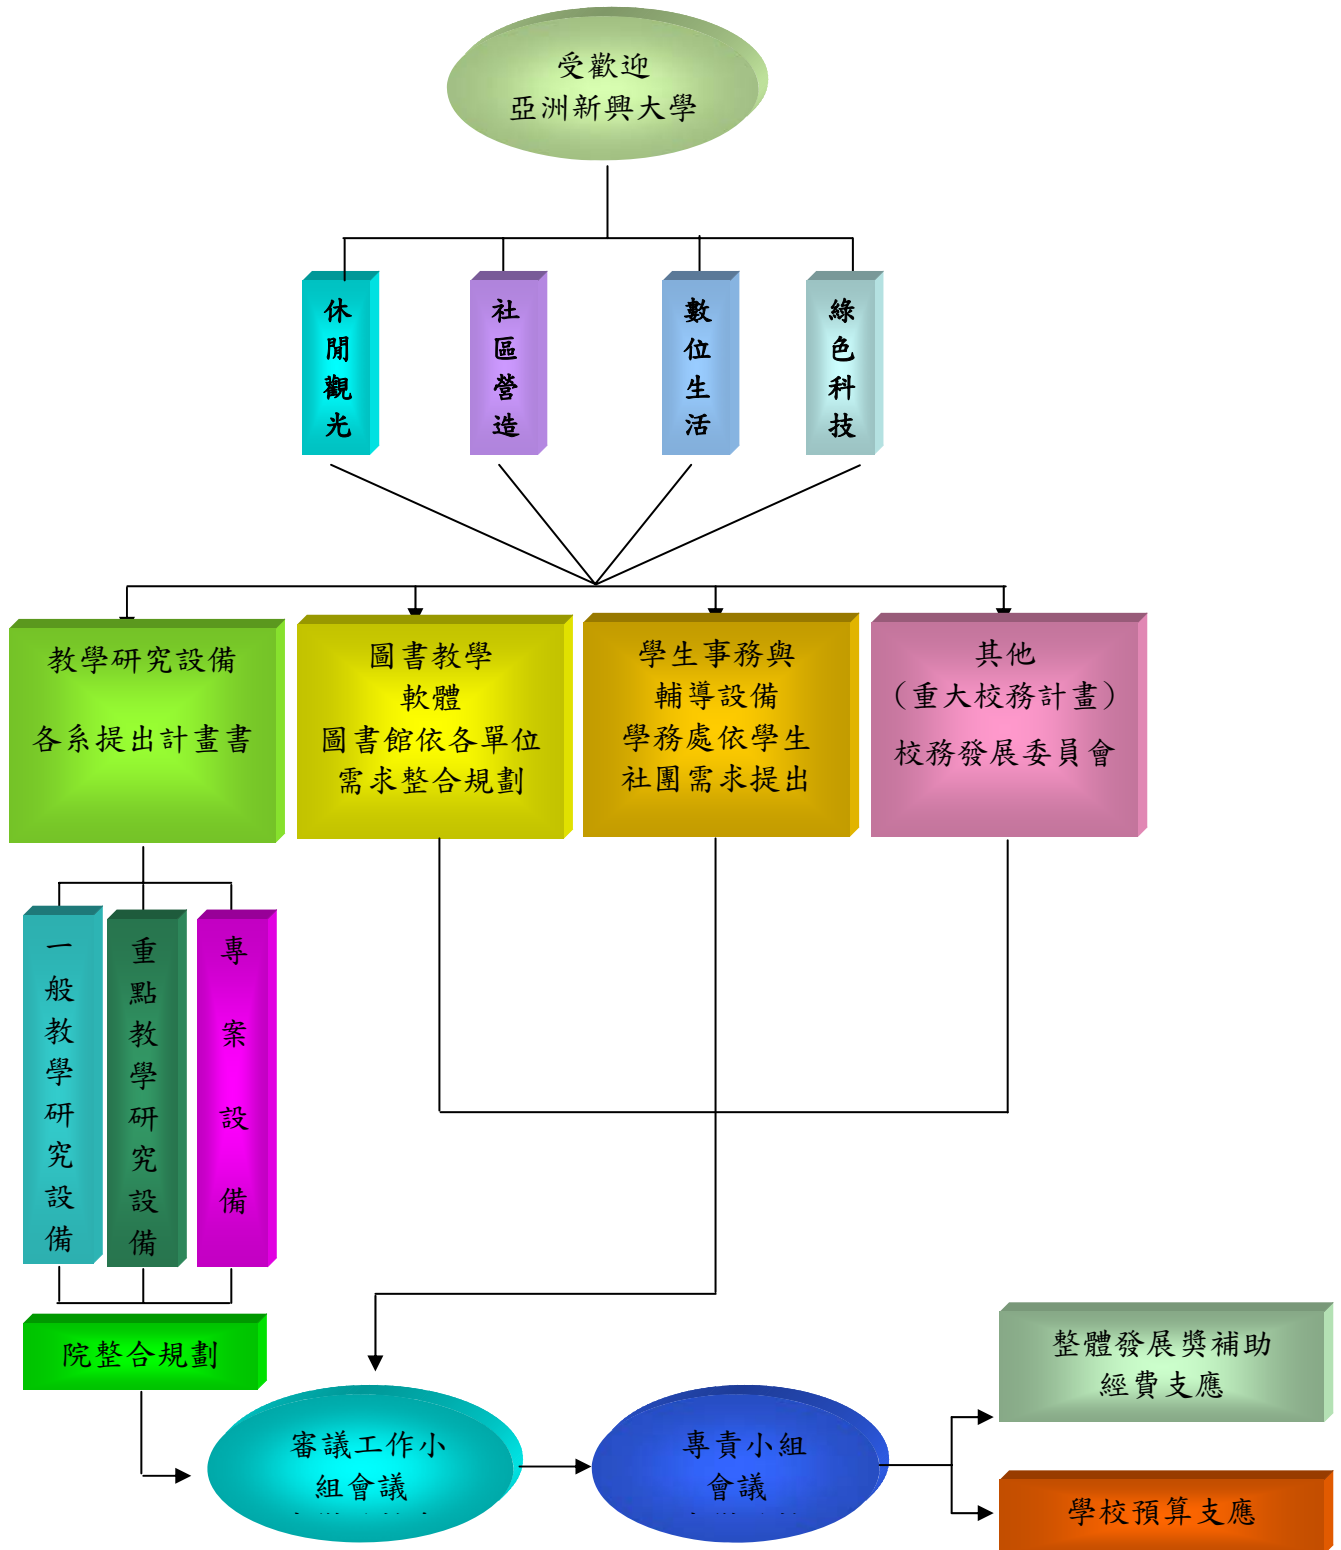 受歡迎
亞洲新興大學
休閒觀光
社區營造
數位生活
綠色科技
教學研究設備
各系提出計畫書
圖書教學
軟體
圖書館依各單位
需求整合規劃
學生事務與
輔導設備
學務處依學生
社團需求提出
其他
（重大校務計畫）
校務發展委員會
一般教學研究設備
重點教學研究設備
專案設備
院整合規劃
審議工作小
組會議
專責小組
會議
整體發展獎補助
經費支應
學校預算支應